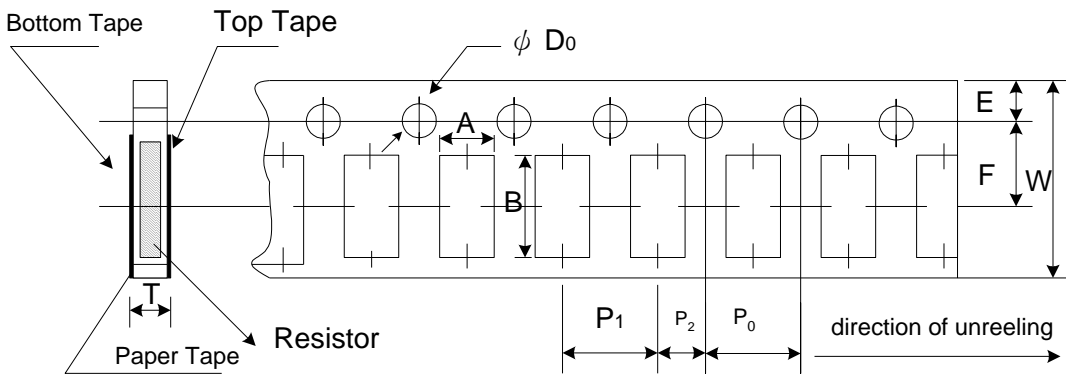 Bottom Tape
Top Tape
ψ D0
A
E
B
F
W
T
P1
P2
P0
Resistor
direction of unreeling
Paper Tape